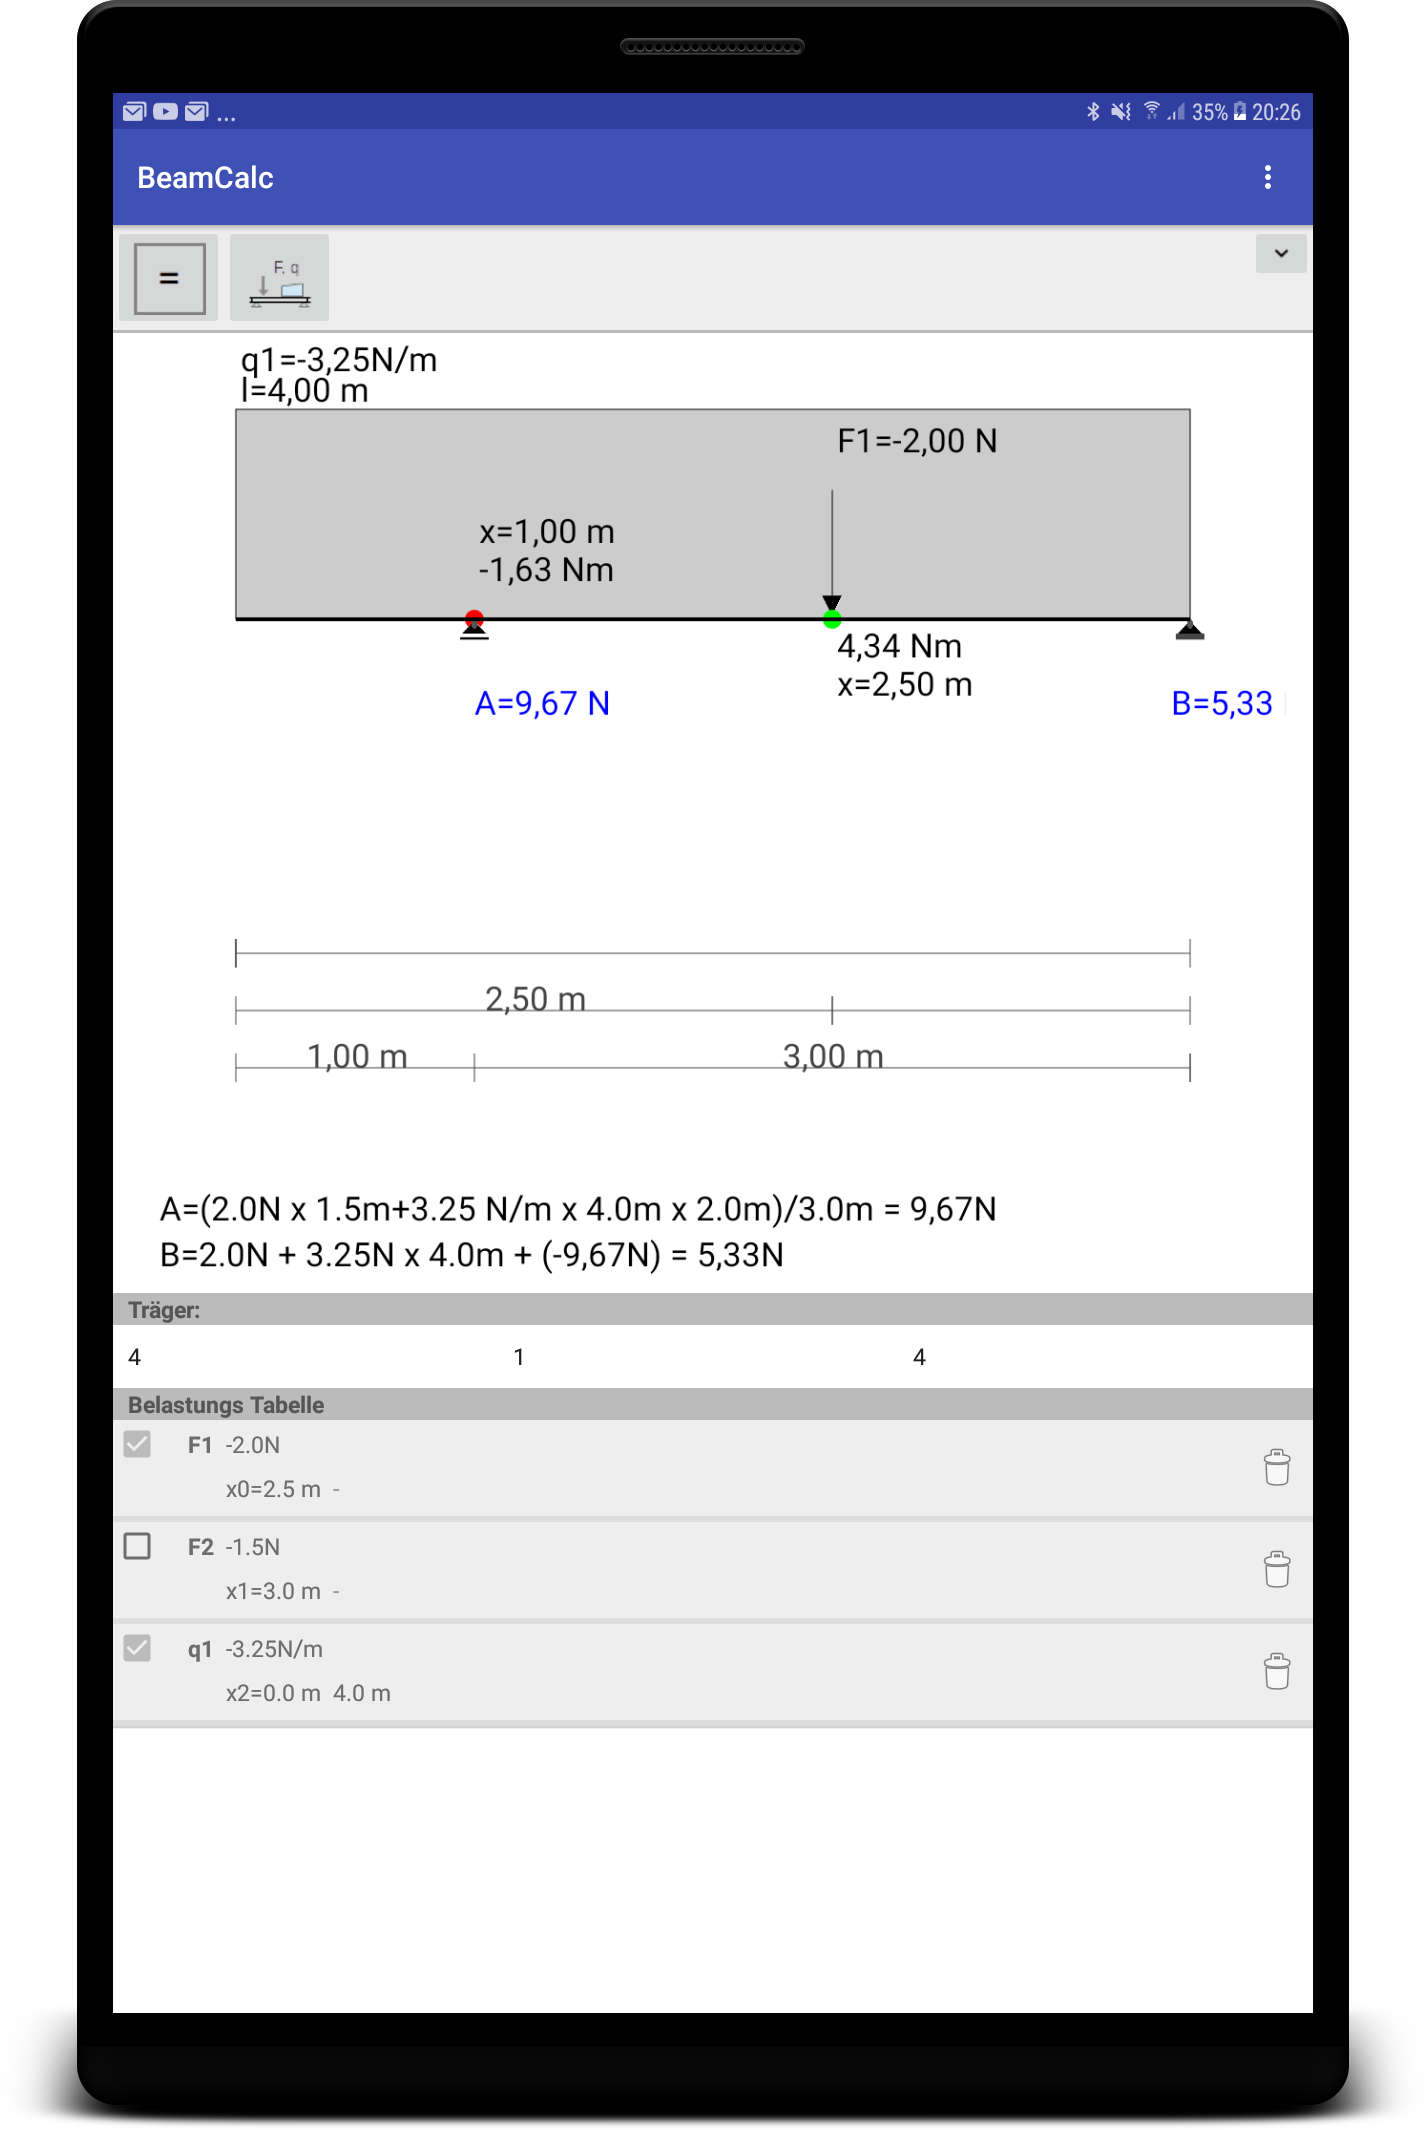 ... 35% 20:26
BeamCalc
=
F, q
q1=-3,25N/m
l=4,00 m
F1=-2,00 N
x=1,00 m
-1,63 Nm
4,34 Nm
x=2,50 m
A=9,67 N
B=5,33
2,50 m
1,00 m
3,00 m
A=(2.0N x 1.5m+3.25 N/m x 4.0m x 2.0m)/3.0m = 9,67N
B=2.0N + 3.25N x 4.0m + (-9,67N) = 5,33N
Träger:
4 1 4
Belastungs Tabelle
F1 -2.0N
x0=2.5 m -
F2 -1.5N
x1=3.0 m -
q1 -3.25N/m
x2=0.0 m 4.0 m